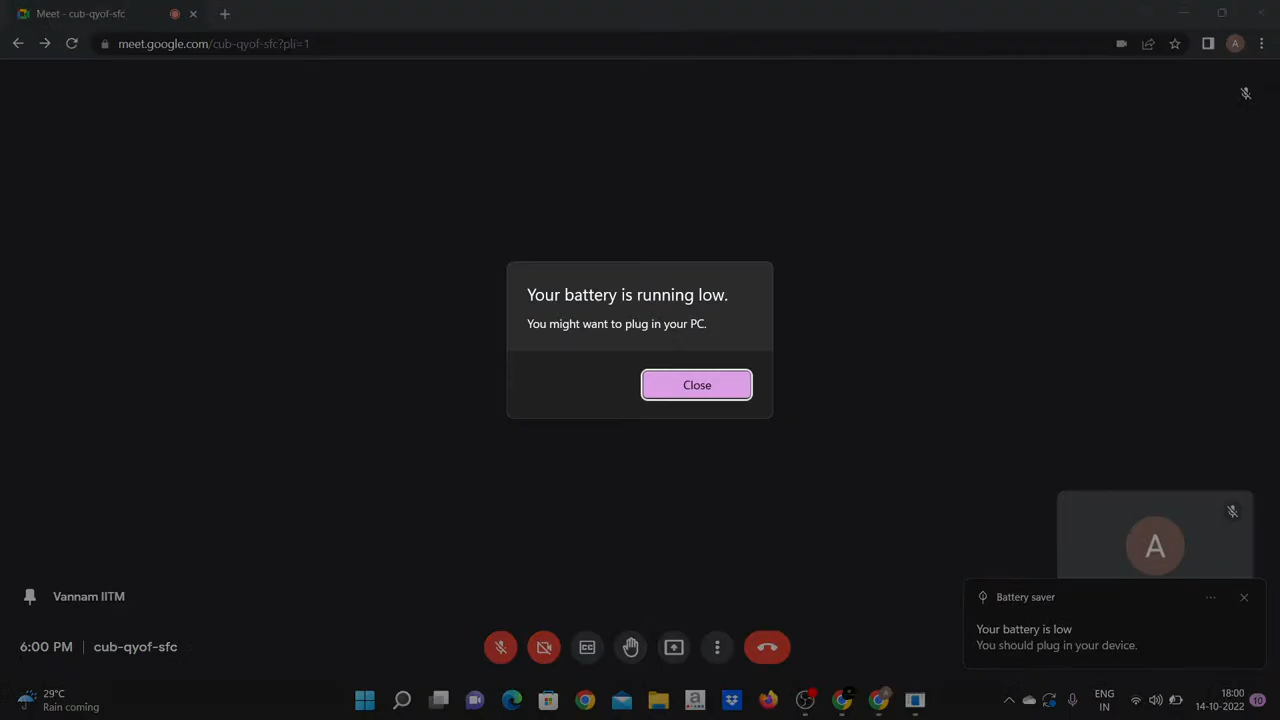 Meet - cub-qyof-sfc
meet.google.com/cub-qyof-sfc?pli=1
A
Your battery is running low.
You might want to plug in your PC.
Close
A
Battery saver
Your battery is low
You should plug in your device.
Vannam IITM
6:00 PM | cub-qyof-sfc
CC
29°C
Rain coming
a
ENG
IN
18:00
14-10-2022
10